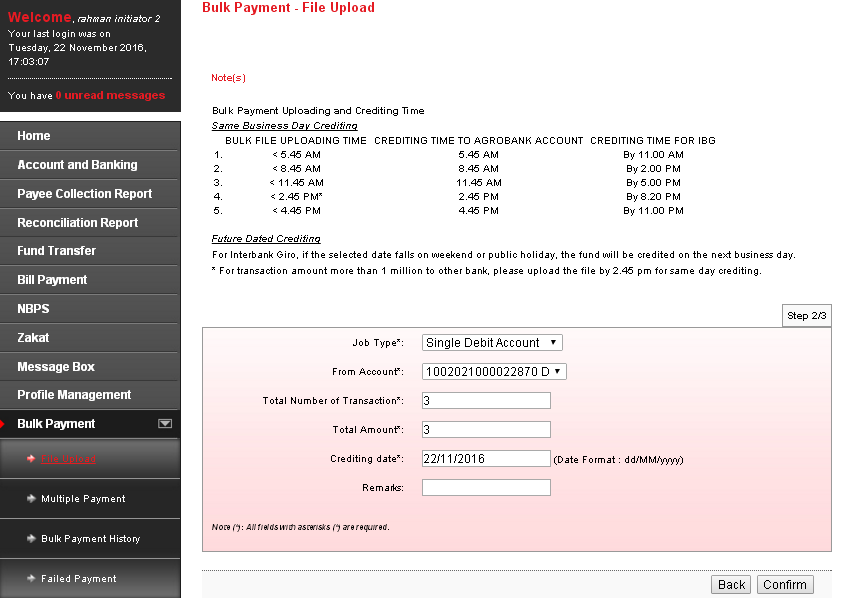 Welcome, rahman initiator 2
Your last login was on
Tuesday, 22 November 2016,
17:03:07
You have 0 unread messages
Home
Account and Banking
Payee Collection Report
Reconciliation Report
Fund Transfer
Bill Payment
NBPS
Zakat
Message Box
Profile Management
Bulk Payment
File Upload
Multiple Payment
Bulk Payment History
Failed Payment
Bulk Payment - File Upload
Note(s)
Bulk Payment Uploading and Crediting Time
Same Business Day Crediting
BULK FILE UPLOADING TIME CREDITING TIME TO AGROBANK ACCOUNT CREDITING TIME FOR IBG
1. < 5.45 AM 5.45 AM By 11.00 AM
2. < 8.45 AM 8.45 AM By 2.00 PM
3. < 11.45 AM 11.45 AM By 5.00 PM
4. < 2.45 PM* 2.45 PM By 8.20 PM
5. < 4.45 PM 4.45 PM By 11.00 PM
Future Dated Crediting
For Interbank Giro, if the selected date falls on weekend or public holiday, the fund will be credited on the next business day.
* For transaction amount more than 1 million to other bank, please upload the file by 2.45 pm for same day crediting.
Step 2/3
Job Type*: Single Debit Account
From Account*: 1002021000022870 D
Total Number of Transaction*: 3
Total Amount*: 3
Crediting date*: 22/11/2016 (Date Format : dd/MM/yyyy)
Remarks:
Note (*) : All fields with asterisks (*) are required.
Back Confirm